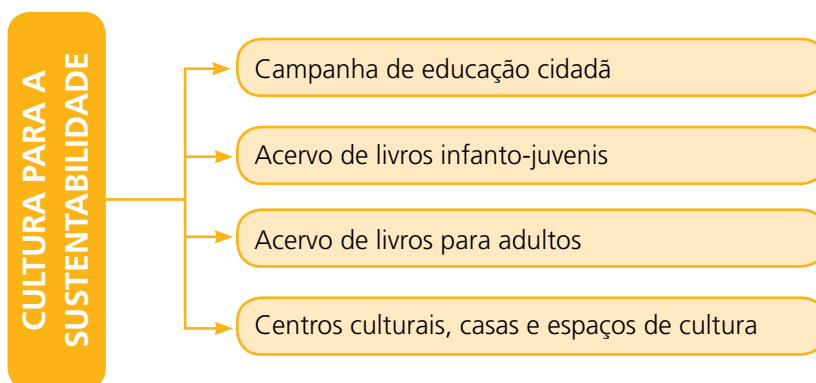 CULTURA PARA A
SUSTENTABILIDADE
Campanha de educação cidadã
Acervo de livros infanto-juvenis
Acervo de livros para adultos
Centros culturais, casas e espaços de cultura